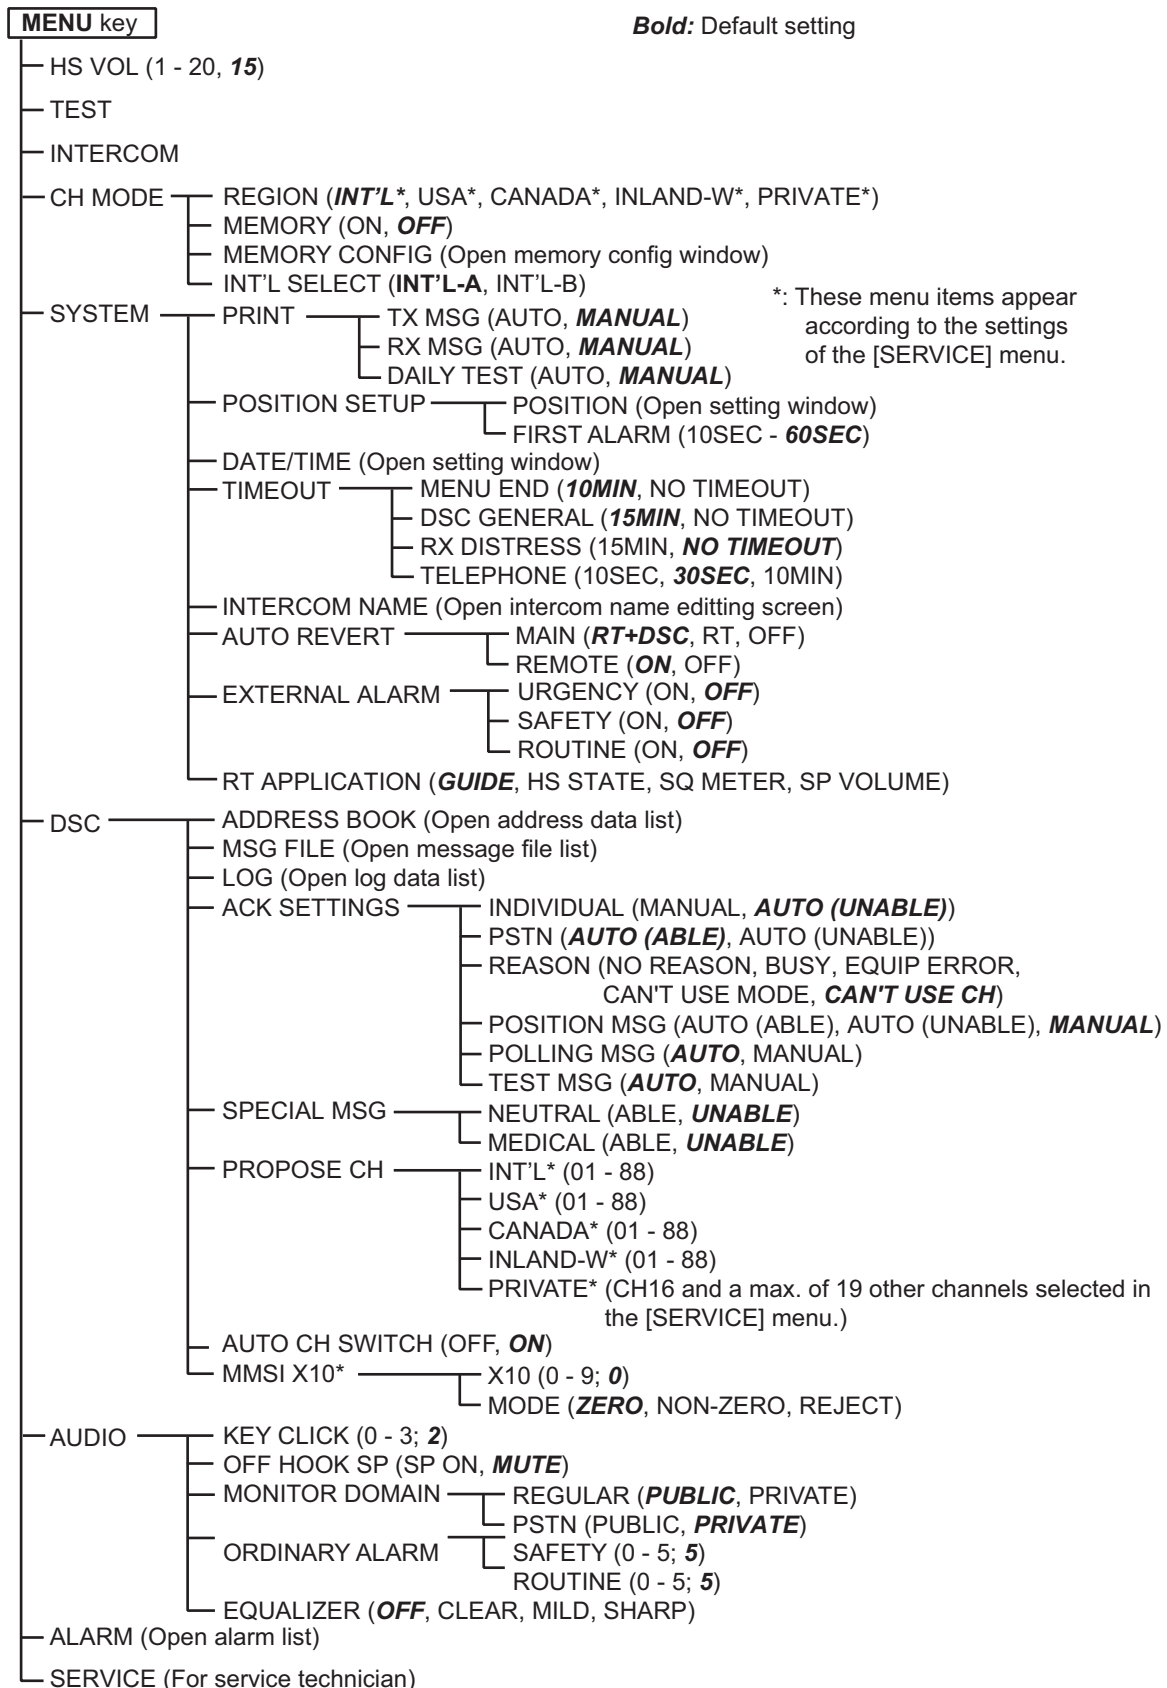 MENU key
Bold: Default setting
HS VOL (1 - 20, 15)
TEST
INTERCOM
CH MODE
REGION (INT’L*, USA*, CANADA*, INLAND-W*, PRIVATE*)
MEMORY (ON, OFF)
MEMORY CONFIG (Open memory config window)
INT’L SELECT (INT’L-A, INT’L-B)
*: These menu items appear
according to the settings
of the [SERVICE] menu.
SYSTEM
PRINT
TX MSG (AUTO, MANUAL)
RX MSG (AUTO, MANUAL)
DAILY TEST (AUTO, MANUAL)
POSITION SETUP
POSITION (Open setting window)
FIRST ALARM (10SEC - 60SEC)
DATE/TIME (Open setting window)
TIMEOUT
MENU END (10MIN, NO TIMEOUT)
DSC GENERAL (15MIN, NO TIMEOUT)
RX DISTRESS (15MIN, NO TIMEOUT)
TELEPHONE (10SEC, 30SEC, 10MIN)
INTERCOM NAME (Open intercom name editting screen)
AUTO REVERT
MAIN (RT+DSC, RT, OFF)
REMOTE (ON, OFF)
EXTERNAL ALARM
URGENCY (ON, OFF)
SAFETY (ON, OFF)
ROUTINE (ON, OFF)
RT APPLICATION (GUIDE, HS STATE, SQ METER, SP VOLUME)
DSC
ADDRESS BOOK (Open address data list)
MSG FILE (Open message file list)
LOG (Open log data list)
ACK SETTINGS
INDIVIDUAL (MANUAL, AUTO (UNABLE))
PSTN (AUTO (ABLE), AUTO (UNABLE))
REASON (NO REASON, BUSY, EQUIP ERROR,
CAN'T USE MODE, CAN'T USE CH)
POSITION MSG (AUTO (ABLE), AUTO (UNABLE), MANUAL)
POLLING MSG (AUTO, MANUAL)
TEST MSG (AUTO, MANUAL)
SPECIAL MSG
NEUTRAL (ABLE, UNABLE)
MEDICAL (ABLE, UNABLE)
PROPOSE CH
INT’L* (01 - 88)
USA* (01 - 88)
CANADA* (01 - 88)
INLAND-W* (01 - 88)
PRIVATE* (CH16 and a max. of 19 other channels selected in
the [SERVICE] menu.)
AUTO CH SWITCH (OFF, ON)
MMSI X10*
X10 (0 - 9; 0)
MODE (ZERO, NON-ZERO, REJECT)
AUDIO
KEY CLICK (0 - 3; 2)
OFF HOOK SP (SP ON, MUTE)
MONITOR DOMAIN
REGULAR (PUBLIC, PRIVATE)
PSTN (PUBLIC, PRIVATE)
ORDINARY ALARM
SAFETY (0 - 5; 5)
ROUTINE (0 - 5; 5)
EQUALIZER (OFF, CLEAR, MILD, SHARP)
ALARM (Open alarm list)
SERVICE (For service technician)